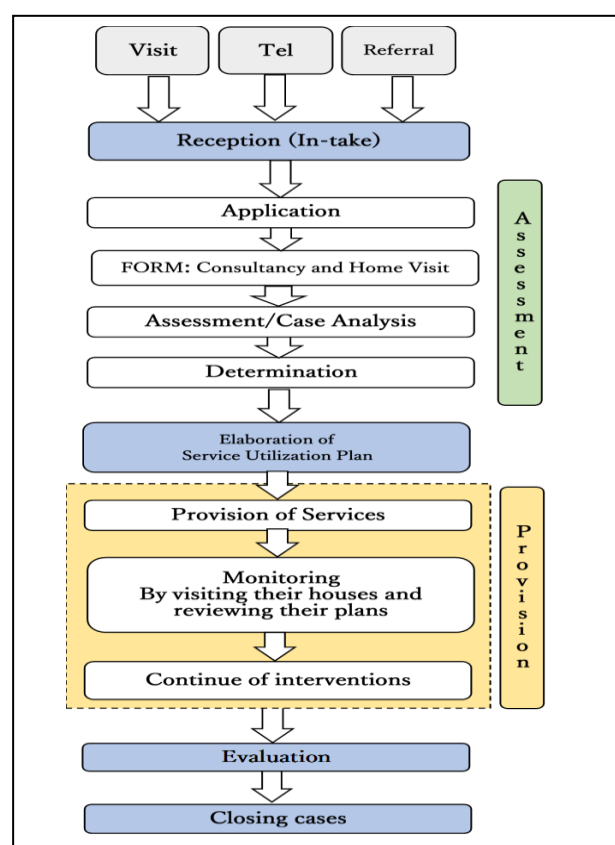 Visit
Tel
Referral
Reception (In-take)
Application
FORM: Consultancy and Home Visit
Assessment/Case Analysis
Determination
Assessment
Elaboration of
Service Utilization Plan
Provision of Services
Monitoring
By visiting their houses and
reviewing their plans
Continue of interventions
Provision
Evaluation
Closing cases